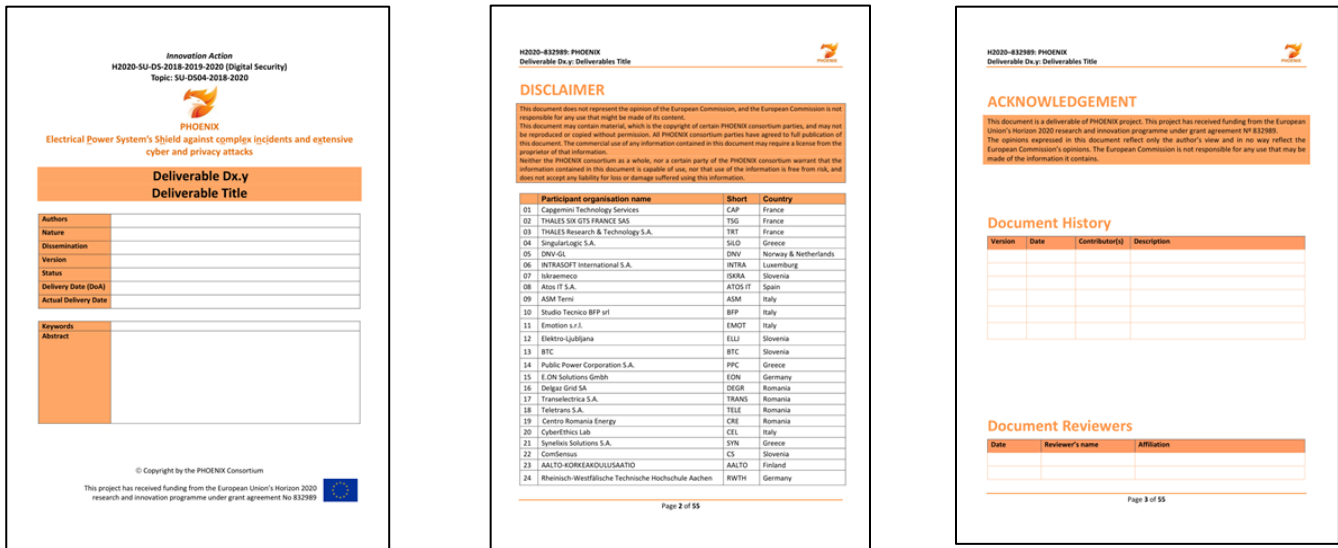 Innovation Action
H2020-SU-DS-2018-2019-2020 (Digital Security)
Topic: SU-DS04-2018-2020
PHOENIX
Electrical Power System's Shield against complex incidents and extensive
cyber and privacy attacks
Deliverable Dx.y
Deliverable Title
Authors
Nature
Dissemination
Version
Status
Delivery Date (DoA)
Actual Delivery Date
Keywords
Abstract
© Copyright by the PHOENIX Consortium
This project has received funding from the European Union's Horizon 2020
research and innovation programme under grant agreement No 832989
H2020–832989: PHOENIX
Deliverable Dx.y: Deliverables Title
PHOENIX
DISCLAIMER
This document does not represent the opinion of the European Commission, and the European Commission is not
responsible for any use that might be made of its content.
This document may contain material, which is the copyright of certain PHOENIX consortium parties, and may not
be reproduced or copied without permission. All PHOENIX consortium parties have agreed to full publication of
this document. The commercial use of any information contained in this document may require a license from the
proprietor of that information.
Neither the PHOENIX consortium as a whole, nor a certain party of the PHOENIX consortium warrant that the
information contained in this document is capable of use, nor that use of the information is free from risk, and
does not accept any liability for loss or damage suffered using this information.
Participant organisation name Short Country
01 Capgemini Technology Services CAP France
02 THALES SIX GTS FRANCE SAS TSG France
03 THALES Research & Technology S.A. TRT France
04 SingularLogic S.A. SiLO Greece
05 DNV-GL DNV Norway & Netherlands
06 INTRASOFT International S.A. INTRA Luxemburg
07 Iskraemeco ISKRA Slovenia
08 Atos IT S.A. ATOS IT Spain
09 ASM Terni ASM Italy
10 Studio Tecnico BFP srl BFP Italy
11 Emotion s.r.l. EMOT Italy
12 Elektro-Ljubljana ELLJ Slovenia
13 BTC BTC Slovenia
14 Public Power Corporation S.A. PPC Greece
15 E.ON Solutions Gmbh EON Germany
16 Delgaz Grid SA DEGR Romania
17 Transelectrica S.A. TRANS Romania
18 Teletrans S.A. TELE Romania
19 Centro Romania Energy CRE Romania
20 CyberEthics Lab CEL Italy
21 Synelixis Solutions S.A. SYN Greece
22 ComSensus CS Slovenia
23 AALTO-KORKEAKOULUSAATIO AALTO Finland
24 Rheinisch-Westfälische Technische Hochschule Aachen RWTH Germany
Page 2 of 55
H2020–832989: PHOENIX
Deliverable Dx.y: Deliverables Title
PHOENIX
ACKNOWLEDGEMENT
This document is a deliverable of PHOENIX project. This project has received funding from the European
Union's Horizon 2020 research and innovation programme under grant agreement Nº 832989.
The opinions expressed in this document reflect only the author's view and in no way reflect the
European Commission's opinions. The European Commission is not responsible for any use that may be
made of the information it contains.
Document History
Version Date Contributor(s) Description
Document Reviewers
Date Reviewer's name Affiliation
Page 3 of 55